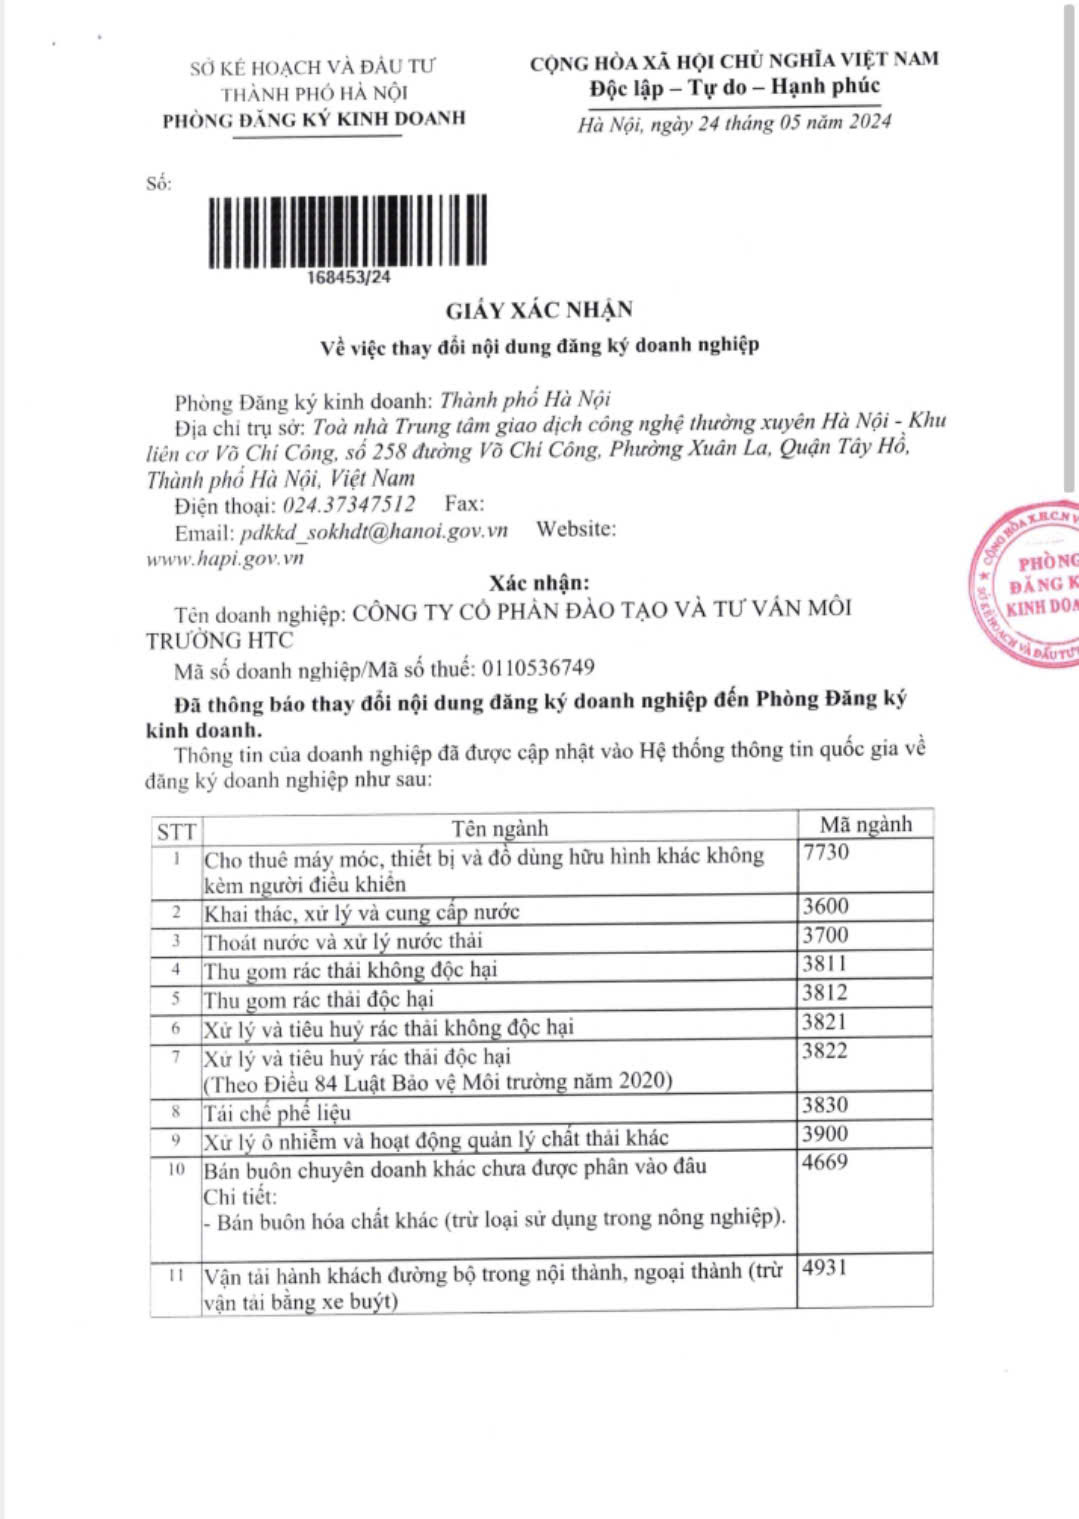 SỞ KẾ HOẠCH VÀ ĐẦU TƯ
THÀNH PHỐ HÀ NỘI
PHÒNG ĐĂNG KÝ KINH DOANH
CỘNG HÒA XÃ HỘI CHỦ NGHĨA VIỆT NAM
Độc lập – Tự do – Hạnh phúc
Hà Nội, ngày 24 tháng 05 năm 2024
Số:
168453/24
GIẤY XÁC NHẬN
Về việc thay đổi nội dung đăng ký doanh nghiệp
Phòng Đăng ký kinh doanh: Thành phố Hà Nội
Địa chỉ trụ sở: Toà nhà Trung tâm giao dịch công nghệ thường xuyên Hà Nội - Khu
liên cơ Võ Chí Công, số 258 đường Võ Chí Công, Phường Xuân La, Quận Tây Hồ,
Thành phố Hà Nội, Việt Nam
Điện thoại: 024.37347512 Fax:
Email: pdkkd_sokhdt@hanoi.gov.vn Website:
www.hapi.gov.vn
Xác nhận:
Tên doanh nghiệp: CÔNG TY CỔ PHẦN ĐÀO TẠO VÀ TƯ VẤN MÔI
TRƯỜNG HTC
Mã số doanh nghiệp/Mã số thuế: 0110536749
Đã thông báo thay đổi nội dung đăng ký doanh nghiệp đến Phòng Đăng ký
kinh doanh.
Thông tin của doanh nghiệp đã được cập nhật vào Hệ thống thông tin quốc gia về
đăng ký doanh nghiệp như sau:
STT Tên ngành Mã ngành
1 Cho thuê máy móc, thiết bị và đồ dùng hữu hình khác không 7730
kèm người điều khiển
2 Khai thác, xử lý và cung cấp nước 3600
3 Thoát nước và xử lý nước thải 3700
4 Thu gom rác thải không độc hại 3811
5 Thu gom rác thải độc hại 3812
6 Xử lý và tiêu huỷ rác thải không độc hại 3821
7 Xử lý và tiêu huỷ rác thải độc hại 3822
(Theo Điều 84 Luật Bảo vệ Môi trường năm 2020)
8 Tái chế phế liệu 3830
9 Xử lý ô nhiễm và hoạt động quản lý chất thải khác 3900
10 Bán buôn chuyên doanh khác chưa được phân vào đâu 4669
Chi tiết:
- Bán buôn hóa chất khác (trừ loại sử dụng trong nông nghiệp).
11 Vận tải hành khách đường bộ trong nội thành, ngoại thành (trừ 4931
vận tải bằng xe buýt)
CỘNG HÒA X.H.C.N V
PHÒNG
ĐĂNG K
KINH DOA
SỞ KẾ HOẠCH VÀ ĐẦU TƯ